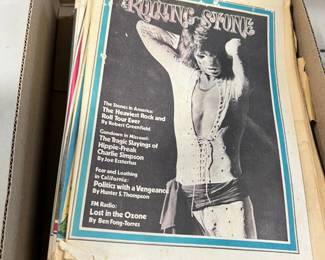 ROLLING STONE
The Stones in America:
The Heaviest Rock and
Roll Tour Ever
By Robert Greenfield
Gundown in Missouri:
The Tragic Slayings of
Hippie-Freak
Charlie Simpson
By Joe Eszterhas
Fear and Loathing
in California:
Politics with a Vengeance
By Hunter S. Thompson
FM Radio:
Lost in the Ozone
By Ben Fong-Torres